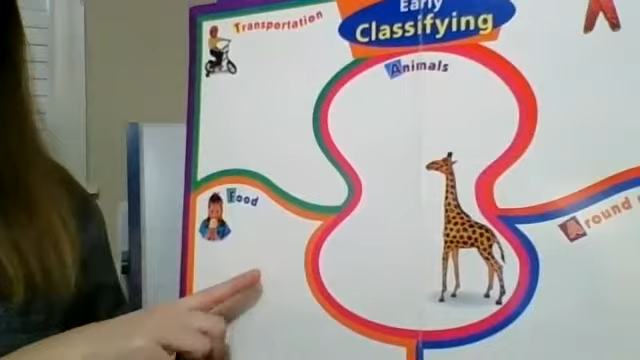 Early
Classifying
Transportation
Animals
Food
Around